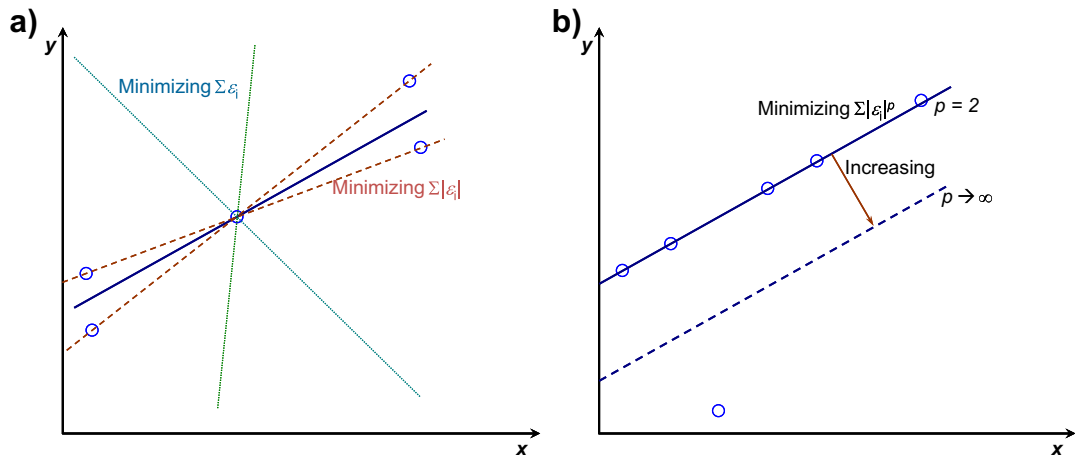 a)
y
Minimizing Σεi
Minimizing Σ|εi|
x
b)
y
Minimizing Σ|εi|p
p = 2
Increasing
p → ∞
x